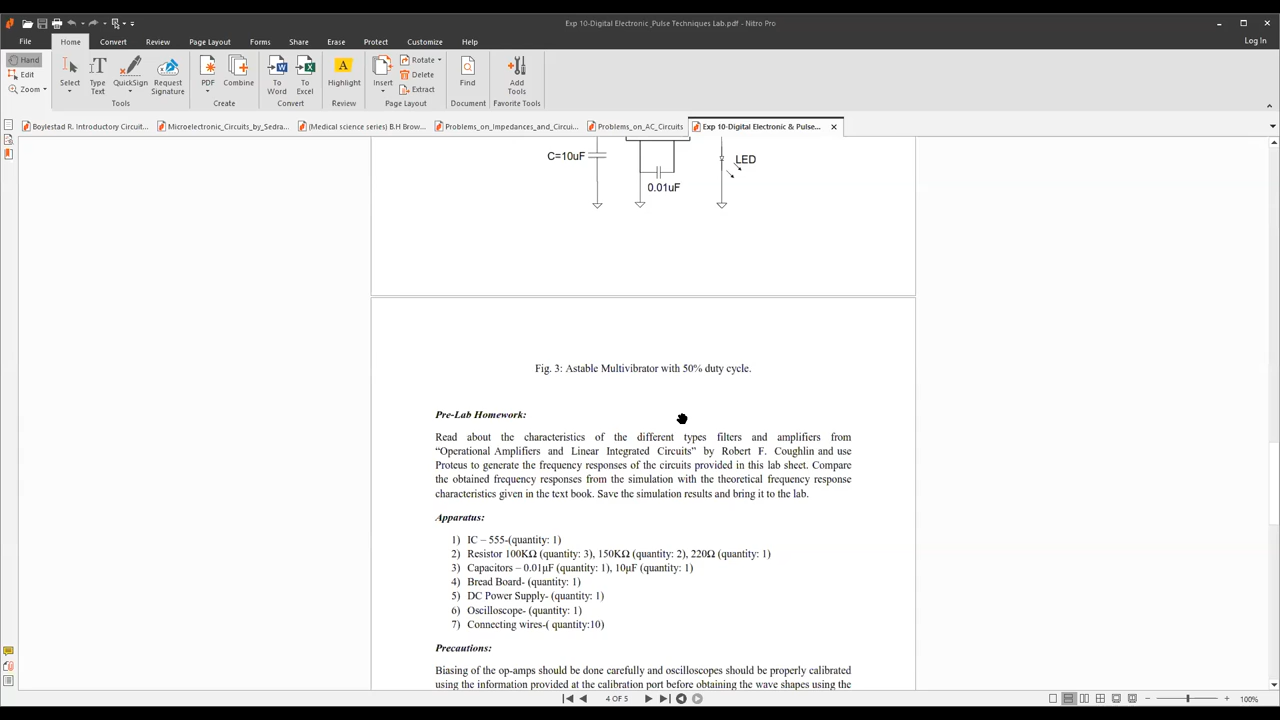 Exp 10-Digital Electronic_Pulse Techniques Lab.pdf - Nitro Pro
File Home Convert Review Page Layout Forms Share Erase Protect Customize Help Log In
Hand
Edit
Zoom
Select
Type Text
QuickSign
Request Signature
Tools
PDF
Combine
Create
To Word
To Excel
Convert
Highlight
Review
Insert
Rotate
Delete
Extract
Page Layout
Find
Document
Add Tools
Favorite Tools
Boylestad R. Introductory Circuit...
Microelectronic_Circuits_by_Sedra...
(Medical science series) B.H Brow...
Problems_on_Impedances_and_Circui...
Problems_on_AC_Circuits
Exp 10-Digital Electronic & Pulse...
C=10uF
0.01uF
LED
Fig. 3: Astable Multivibrator with 50% duty cycle.
Pre-Lab Homework:
Read about the characteristics of the different types filters and amplifiers from
“Operational Amplifiers and Linear Integrated Circuits” by Robert F. Coughlin and use
Proteus to generate the frequency responses of the circuits provided in this lab sheet. Compare
the obtained frequency responses from the simulation with the theoretical frequency response
characteristics given in the text book. Save the simulation results and bring it to the lab.
Apparatus:
1) IC – 555-(quantity: 1)
2) Resistor 100KΩ (quantity: 3), 150KΩ (quantity: 2), 220Ω (quantity: 1)
3) Capacitors – 0.01μF (quantity: 1), 10μF (quantity: 1)
4) Bread Board- (quantity: 1)
5) DC Power Supply- (quantity: 1)
6) Oscilloscope- (quantity: 1)
7) Connecting wires-( quantity:10)
Precautions:
Biasing of the op-amps should be done carefully and oscilloscopes should be properly calibrated
using the information provided at the calibration port before obtaining the wave shapes using the
4 OF 5
100%